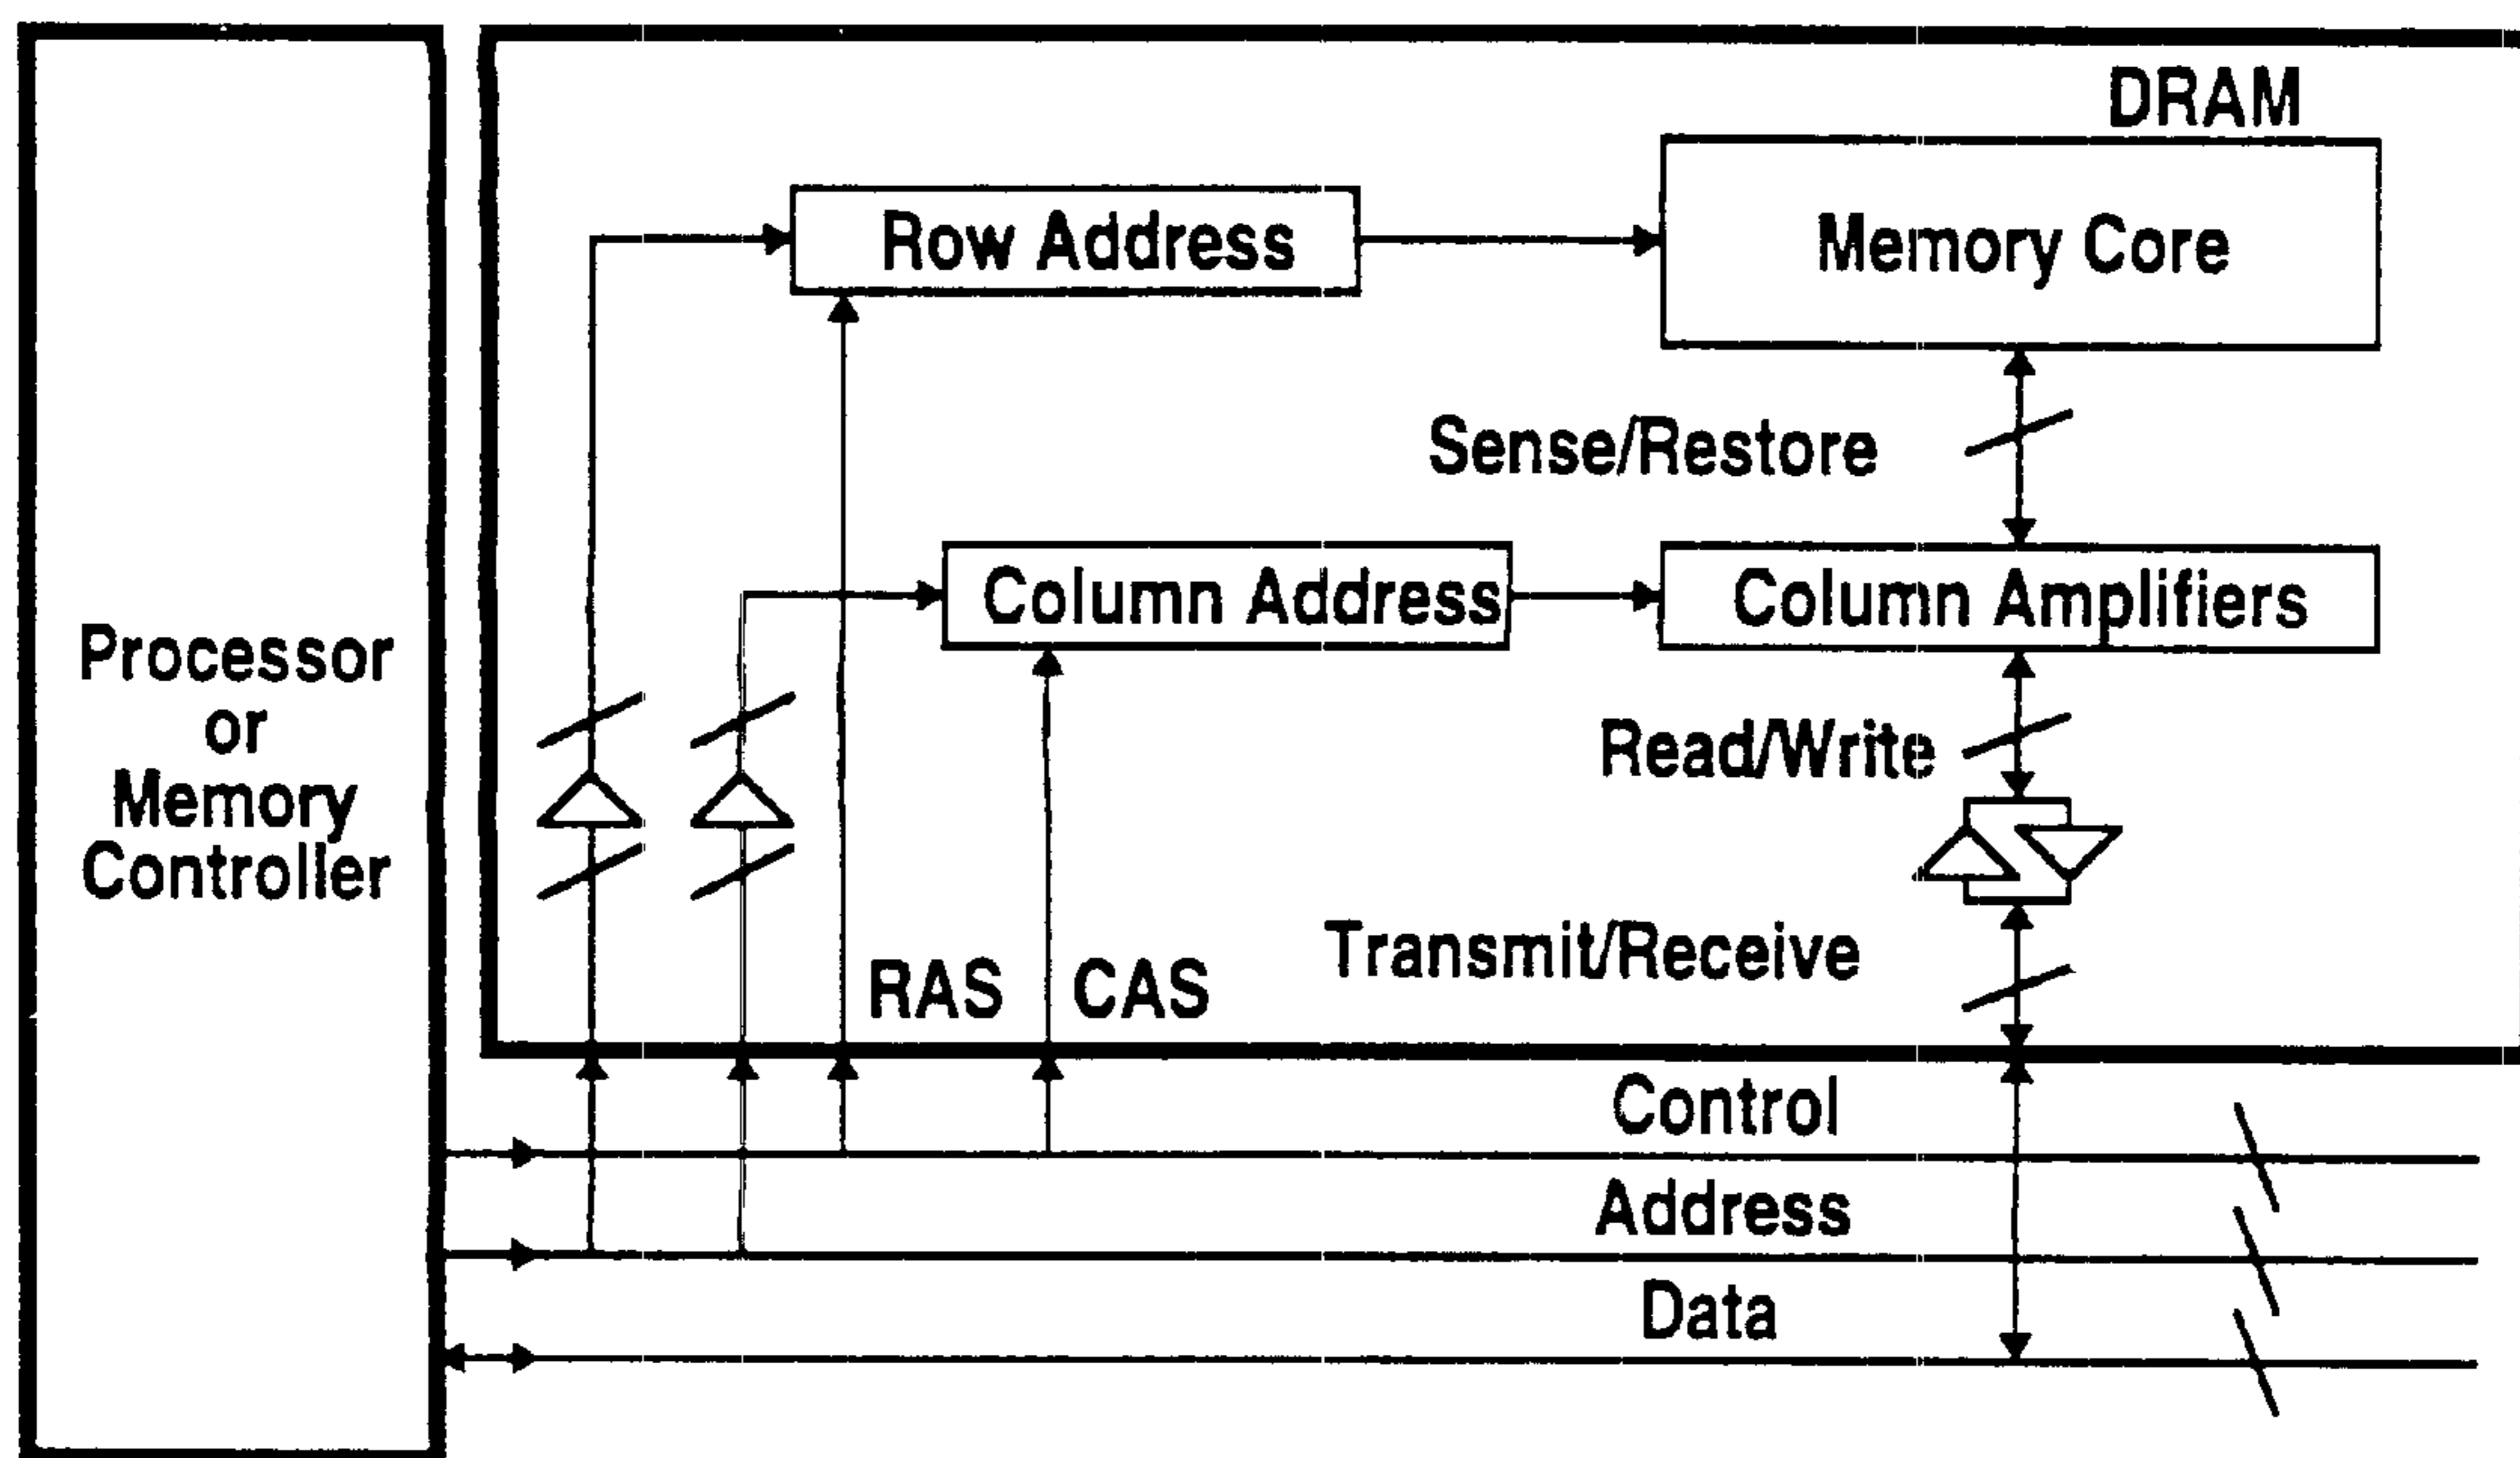 DRAM
Row Address
Memory Core
Sense/Restore
Column Address
Column Amplifiers
Processor
or
Memory
Controller
Read/Write
Transmit/Receive
RAS
CAS
Control
Address
Data